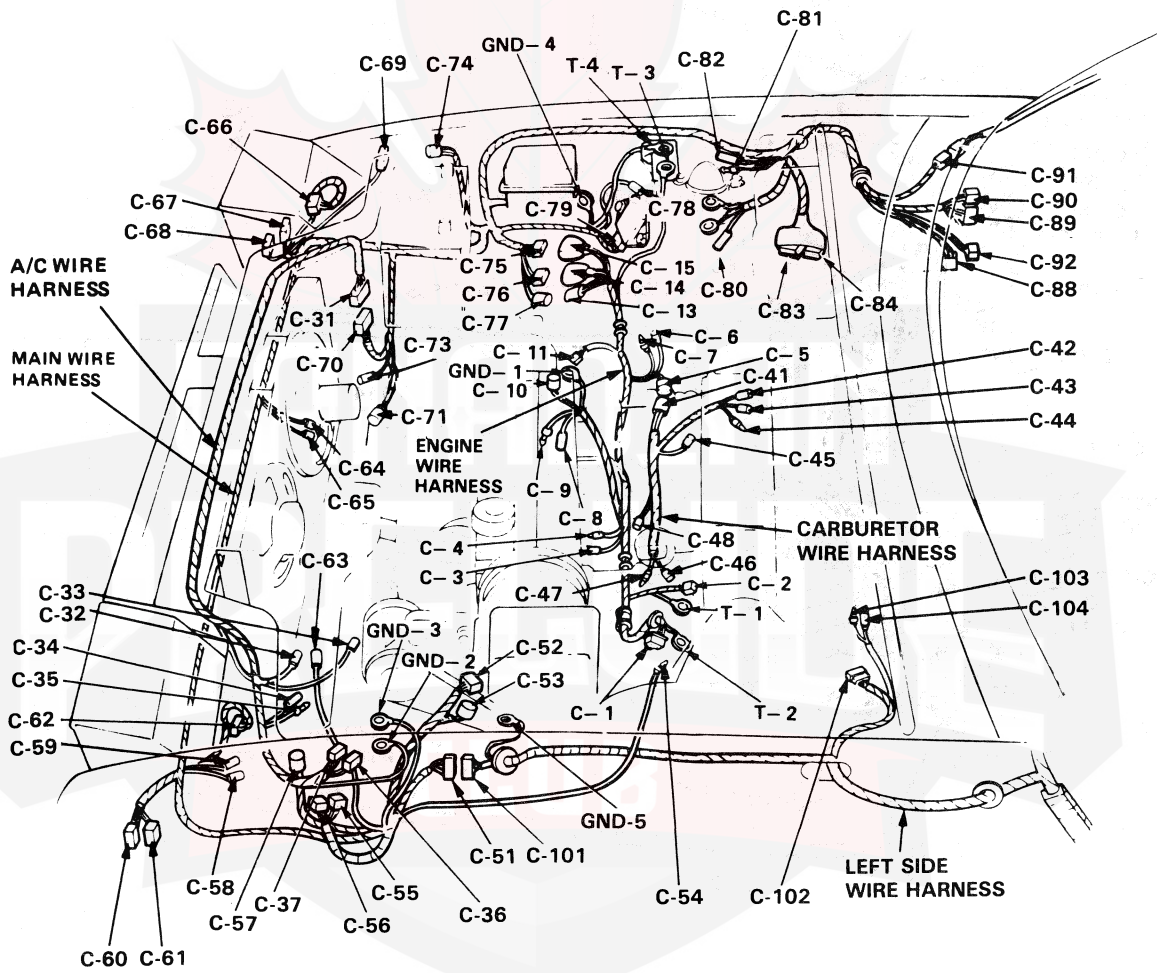 C-81
GND-4
C-69
C-74
T-4
T-3
C-82
C-66
C-91
C-67
C-90
C-79
C-78
C-89
C-68
C-75
C-15
C-92
A/C WIRE
HARNESS
C-76
C-14
C-80
C-88
C-83
C-84
C-31
C-77
C-13
C-6
C-70
C-73
C-11
C-7
C-5
C-42
MAIN WIRE
HARNESS
GND-1
C-10
C-41
C-43
C-71
C-44
ENGINE
WIRE
HARNESS
C-64
C-45
C-65
C-9
C-8
CARBURETOR
WIRE HARNESS
C-48
C-4
C-63
C-46
C-3
C-2
C-103
C-33
C-47
C-104
C-32
T-1
GND-3
C-34
C-52
GND-2
C-35
C-53
C-62
C-1
T-2
C-59
GND-5
C-51
C-101
LEFT SIDE
WIRE HARNESS
C-58
C-55
C-54
C-102
C-37
C-57
C-56
C-36
C-60
C-61